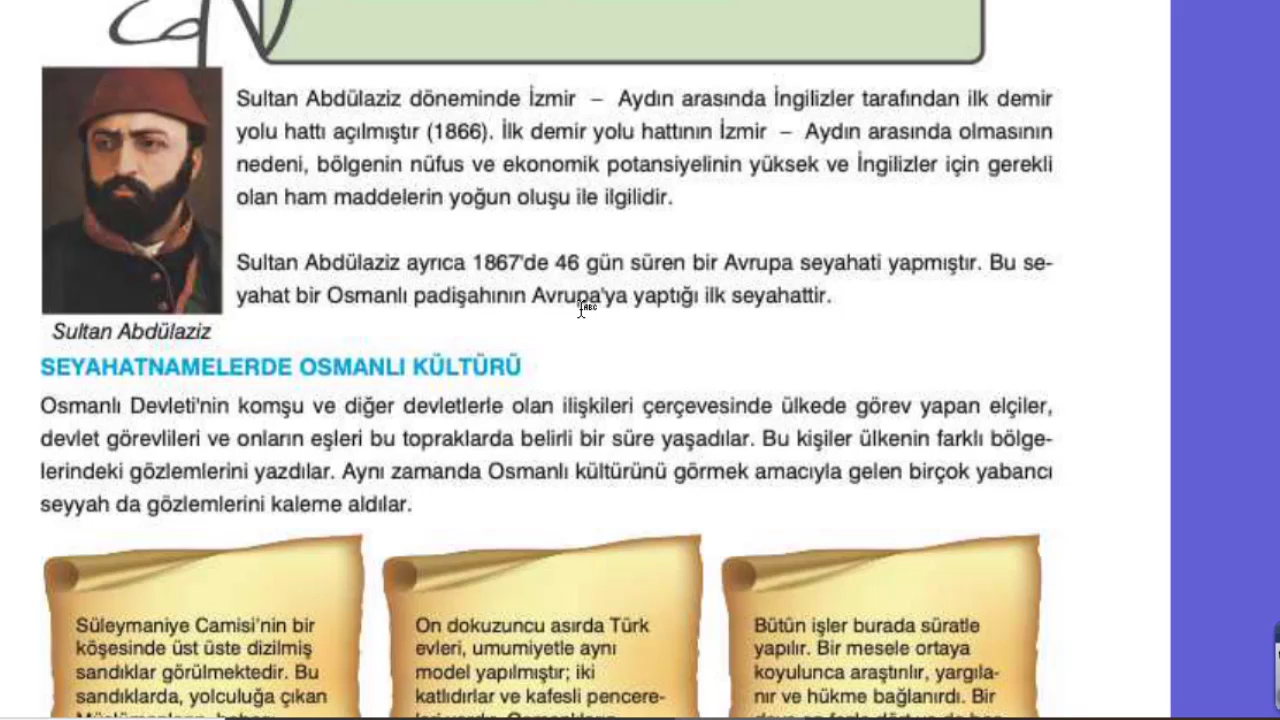 Sultan Abdülaziz döneminde İzmir – Aydın arasında İngilizler tarafından ilk demir
yolu hattı açılmıştır (1866). İlk demir yolu hattının İzmir – Aydın arasında olmasının
nedeni, bölgenin nüfus ve ekonomik potansiyelinin yüksek ve İngilizler için gerekli
olan ham maddelerin yoğun oluşu ile ilgilidir.
Sultan Abdülaziz ayrıca 1867'de 46 gün süren bir Avrupa seyahati yapmıştır. Bu se-
yahat bir Osmanlı padişahının Avrupa'ya yaptığı ilk seyahattir.
Sultan Abdülaziz
SEYAHATNAMELERDE OSMANLI KÜLTÜRÜ
Osmanlı Devleti'nin komşu ve diğer devletlerle olan ilişkileri çerçevesinde ülkede görev yapan elçiler,
devlet görevlileri ve onların eşleri bu topraklarda belirli bir süre yaşadılar. Bu kişiler ülkenin farklı bölge-
lerindeki gözlemlerini yazdılar. Aynı zamanda Osmanlı kültürünü görmek amacıyla gelen birçok yabancı
seyyah da gözlemlerini kaleme aldılar.
Süleymaniye Camisi'nin bir
köşesinde üst üste dizilmiş
sandıklar görülmektedir. Bu
sandıklarda, yolculuğa çıkan
On dokuzuncu asırda Türk
evleri, umumiyetle aynı
model yapılmıştır; iki
katlıdırlar ve kafesli pencere-
Bütün işler burada süratle
yapılır. Bir mesele ortaya
koyulunca araştırılır, yargıla-
nır ve hükme bağlanırdı. Bir